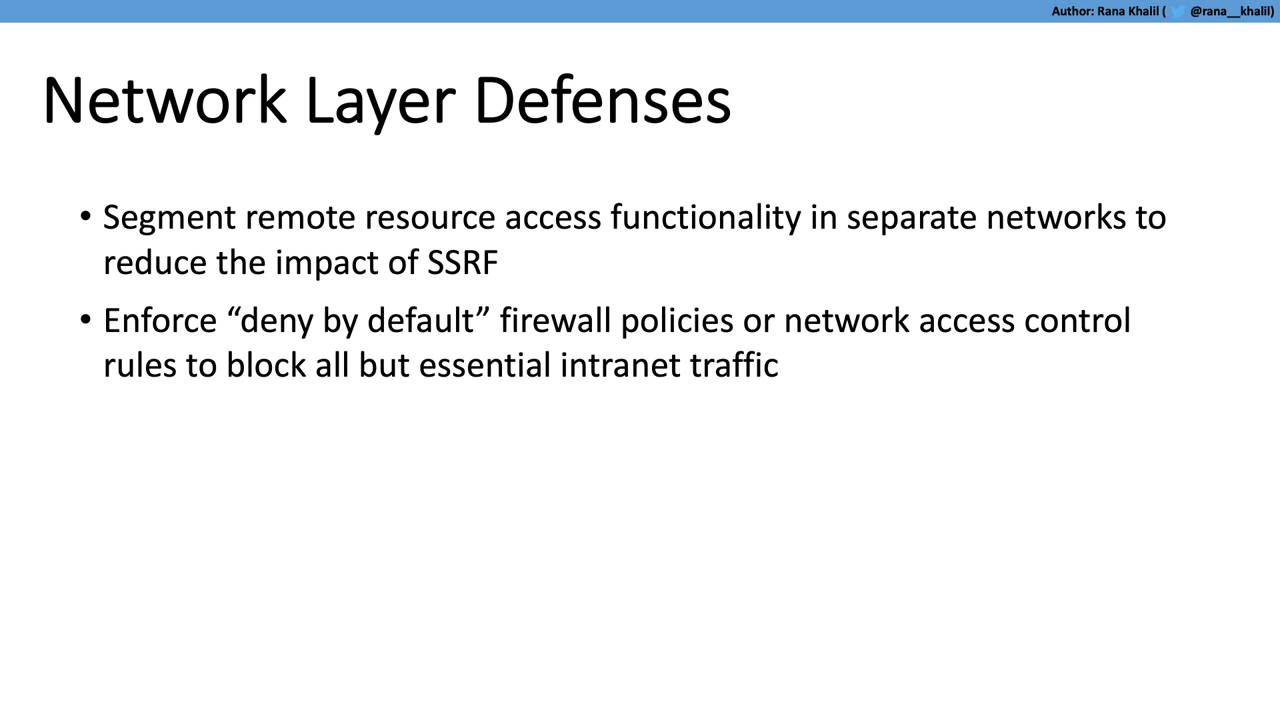 Author: Rana Khalil ( @rana__khalil)
Network Layer Defenses
• Segment remote resource access functionality in separate networks to
reduce the impact of SSRF
• Enforce “deny by default” firewall policies or network access control
rules to block all but essential intranet traffic